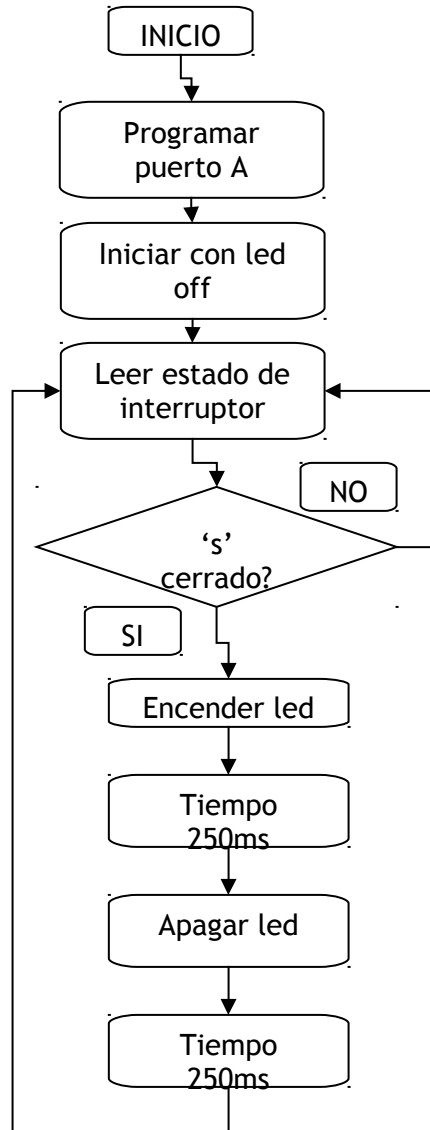 INICIO
Programar
puerto A
Iniciar con led
off
Leer estado de
interruptor
NO
‘s’
cerrado?
SI
Encender led
Tiempo
250ms
Apagar led
Tiempo
250ms